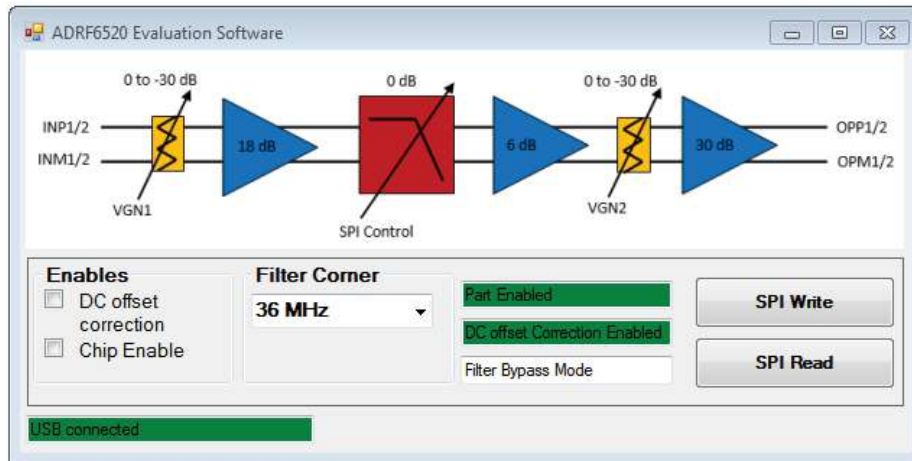 ADRF6520 Evaluation Software
0 to -30 dB
0 dB
0 to -30 dB
INP1/2
OPP1/2
18 dB
6 dB
30 dB
INM1/2
OPM1/2
VGN1
VGN2
SPI Control
Enables
DC offset
correction
Chip Enable
Filter Corner
36 MHz
Part Enabled
DC offset Correction Enabled
Filter Bypass Mode
SPI Write
SPI Read
USB connected